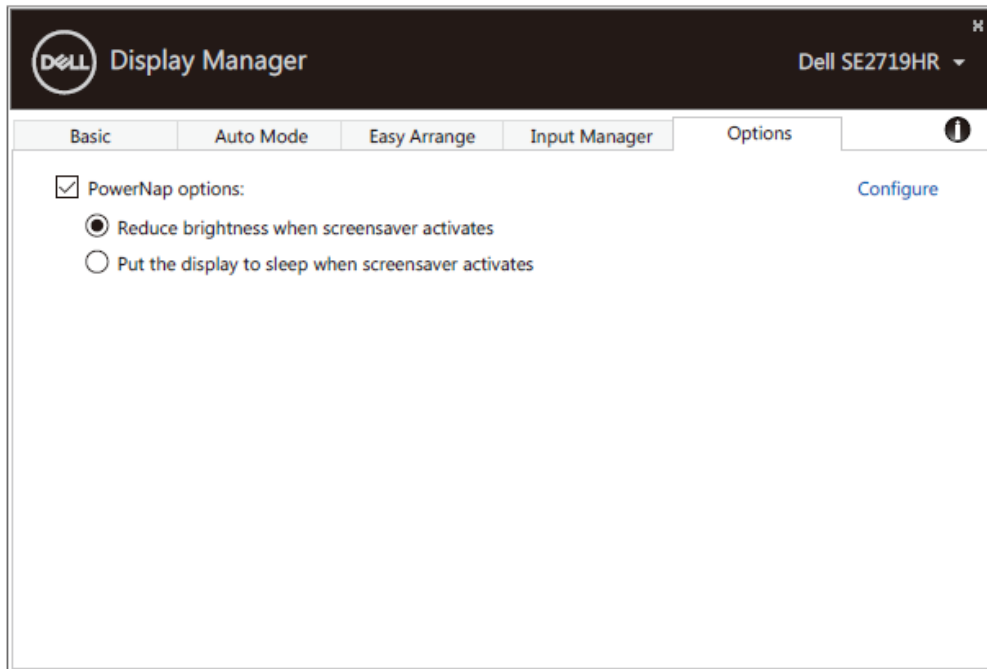 DELL Display Manager
Dell SE2719HR
Basic Auto Mode Easy Arrange Input Manager Options
PowerNap options: Configure
Reduce brightness when screensaver activates
Put the display to sleep when screensaver activates